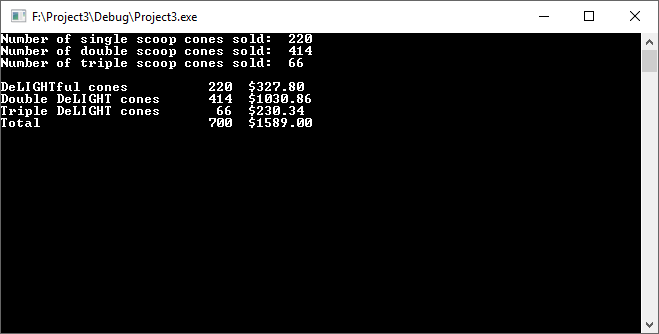 F:\Project3\Debug\Project3.exe
Number of single scoop cones sold:  220
Number of double scoop cones sold:  414
Number of triple scoop cones sold:  66
DeLIGHTful cones          220  $327.80
Double DeLIGHT cones      414  $1030.86
Triple DeLIGHT cones       66  $230.34
Total                     700  $1589.00